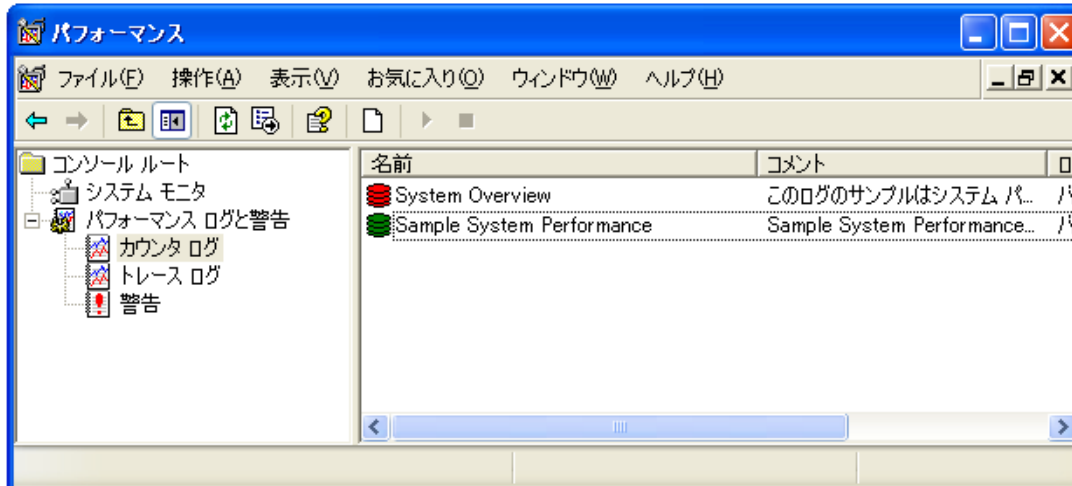 パフォーマンス
ファイル(F) 操作(A) 表示(V) お気に入り(O) ウィンドウ(W) ヘルプ(H)
コンソール ルート
システム モニタ
パフォーマンス ログと警告
カウンタ ログ
トレース ログ
警告
名前 コメント ロ
System Overview このログのサンプルはシステム パ... パ
Sample System Performance Sample System Performance... パ